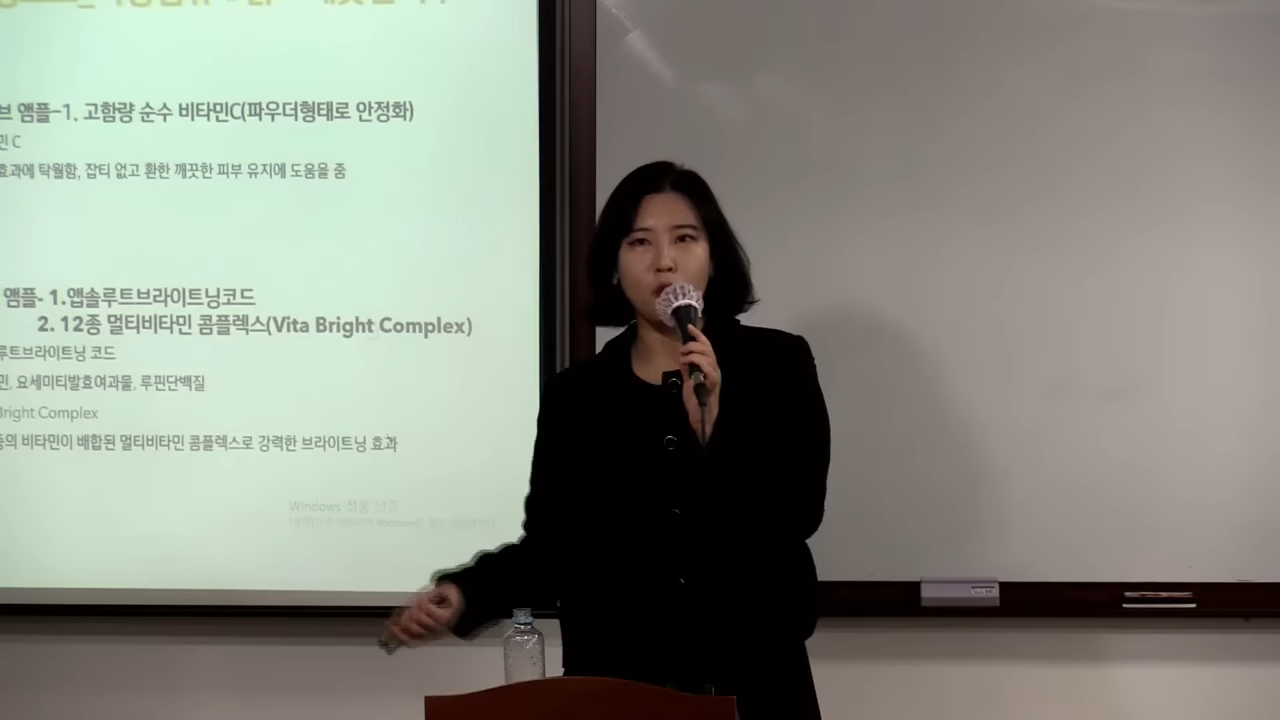 브 앰플-1. 고함량 순수 비타민C(파우더형태로 안정화)
민 C
효과에 탁월함, 잡티 없고 환한 깨끗한 피부 유지에 도움을 줌
앰플- 1.앱솔루트브라이트닝코드
2. 12종 멀티비타민 콤플렉스(Vita Bright Complex)
루트브라이트닝 코드
민, 요세미티발효여과물, 루핀단백질
Bright Complex
종의 비타민이 배합된 멀티비타민 콤플렉스로 강력한 브라이트닝 효과
Windows 정품 인증